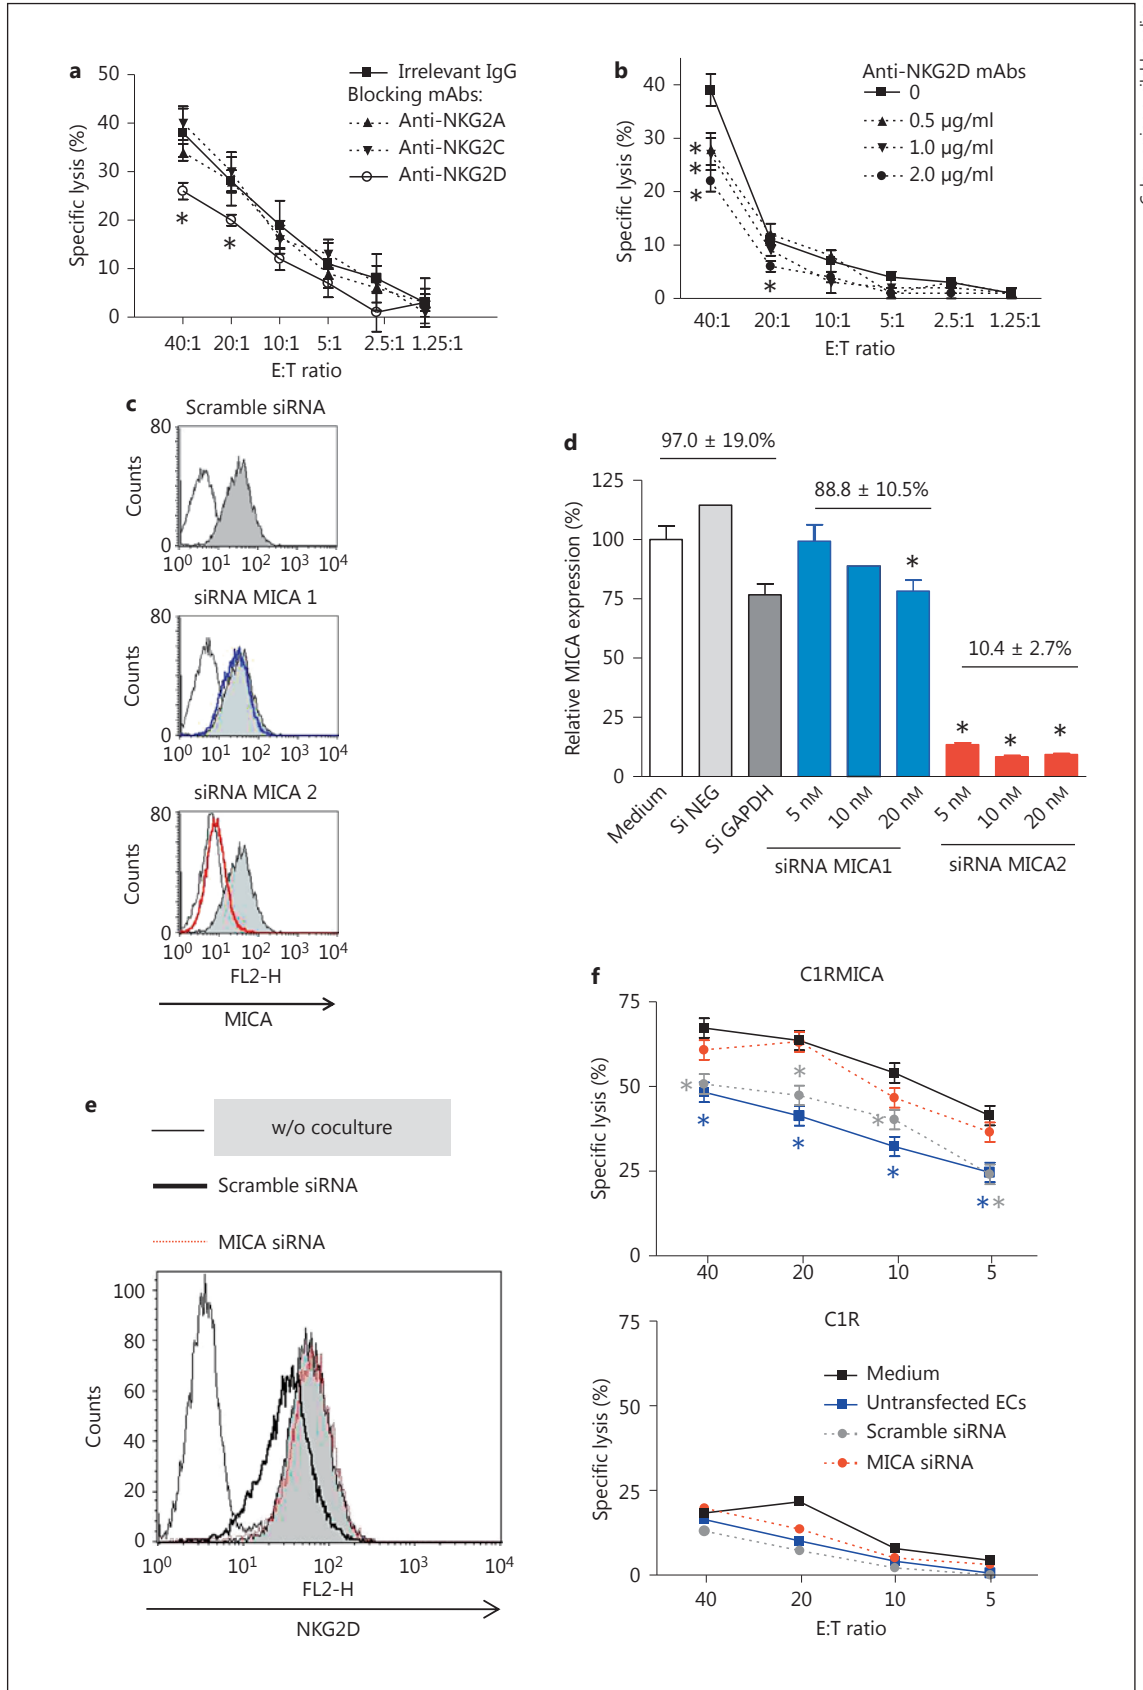 a
50
40
30
20
10
0
Specific lysis (%)
Irrelevant IgG
Blocking mAbs:
Anti-NKG2A
Anti-NKG2C
Anti-NKG2D
*
*
40:1 20:1 10:1 5:1 2.5:1 1.25:1
E:T ratio
b
40
30
20
10
0
Specific lysis (%)
Anti-NKG2D mAbs
0
0.5 µg/ml
1.0 µg/ml
2.0 µg/ml
*
*
*
*
40:1 20:1 10:1 5:1 2.5:1 1.25:1
E:T ratio
c
Scramble siRNA
80
Counts
0
10⁰ 10¹ 10² 10³ 10⁴
siRNA MICA 1
80
Counts
0
10⁰ 10¹ 10² 10³ 10⁴
siRNA MICA 2
80
Counts
0
10⁰ 10¹ 10² 10³ 10⁴
FL2-H
MICA
d
97.0 ± 19.0%
88.8 ± 10.5%
10.4 ± 2.7%
125
100
75
50
25
0
Relative MICA expression (%)
*
* * *
Medium Si NEG Si GAPDH 5 nM 10 nM 20 nM 5 nM 10 nM 20 nM
siRNA MICA1 siRNA MICA2
e
w/o coculture
Scramble siRNA
MICA siRNA
100
80
60
40
20
0
Counts
10⁰ 10¹ 10² 10³ 10⁴
FL2-H
NKG2D
f
C1RMICA
75
50
25
0
Specific lysis (%)
* * *
* * *
* *
40 20 10 5
C1R
75
50
25
0
Specific lysis (%)
Medium
Untransfected ECs
Scramble siRNA
MICA siRNA
40 20 10 5
E:T ratio